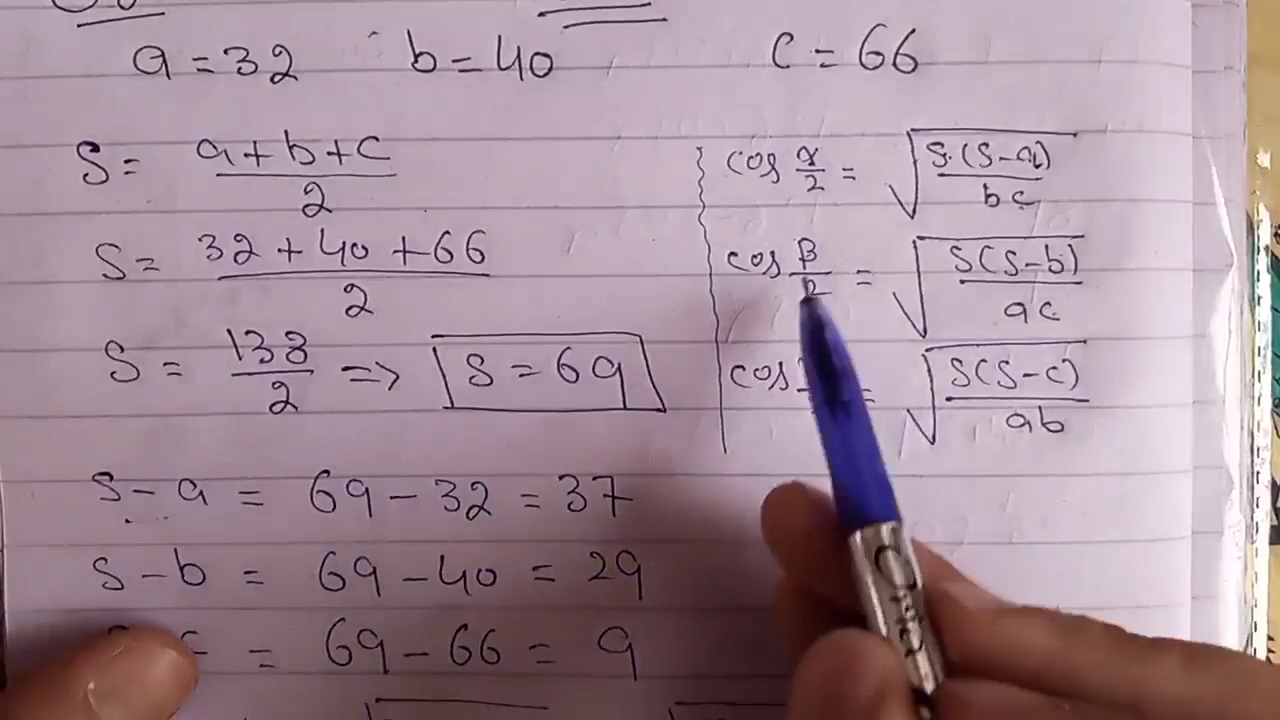 a = 32 b = 40 c = 66
S = a + b + c / 2
S = 32 + 40 + 66 / 2
S = 138 / 2 => S = 69
cos α/2 = √ S.(S-a) / bc
cos β/2 = √ S(S-b) / ac
cos = √ S(S-c) / ab
S - a = 69 - 32 = 37
S - b = 69 - 40 = 29
c = 69 - 66 = 9